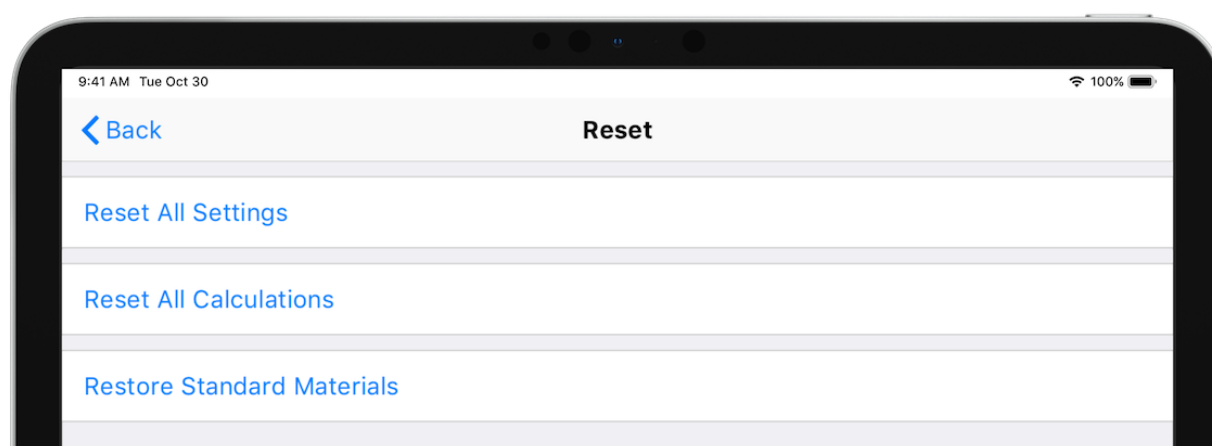 9:41 AM Tue Oct 30 100%
Back Reset
Reset All Settings
Reset All Calculations
Restore Standard Materials